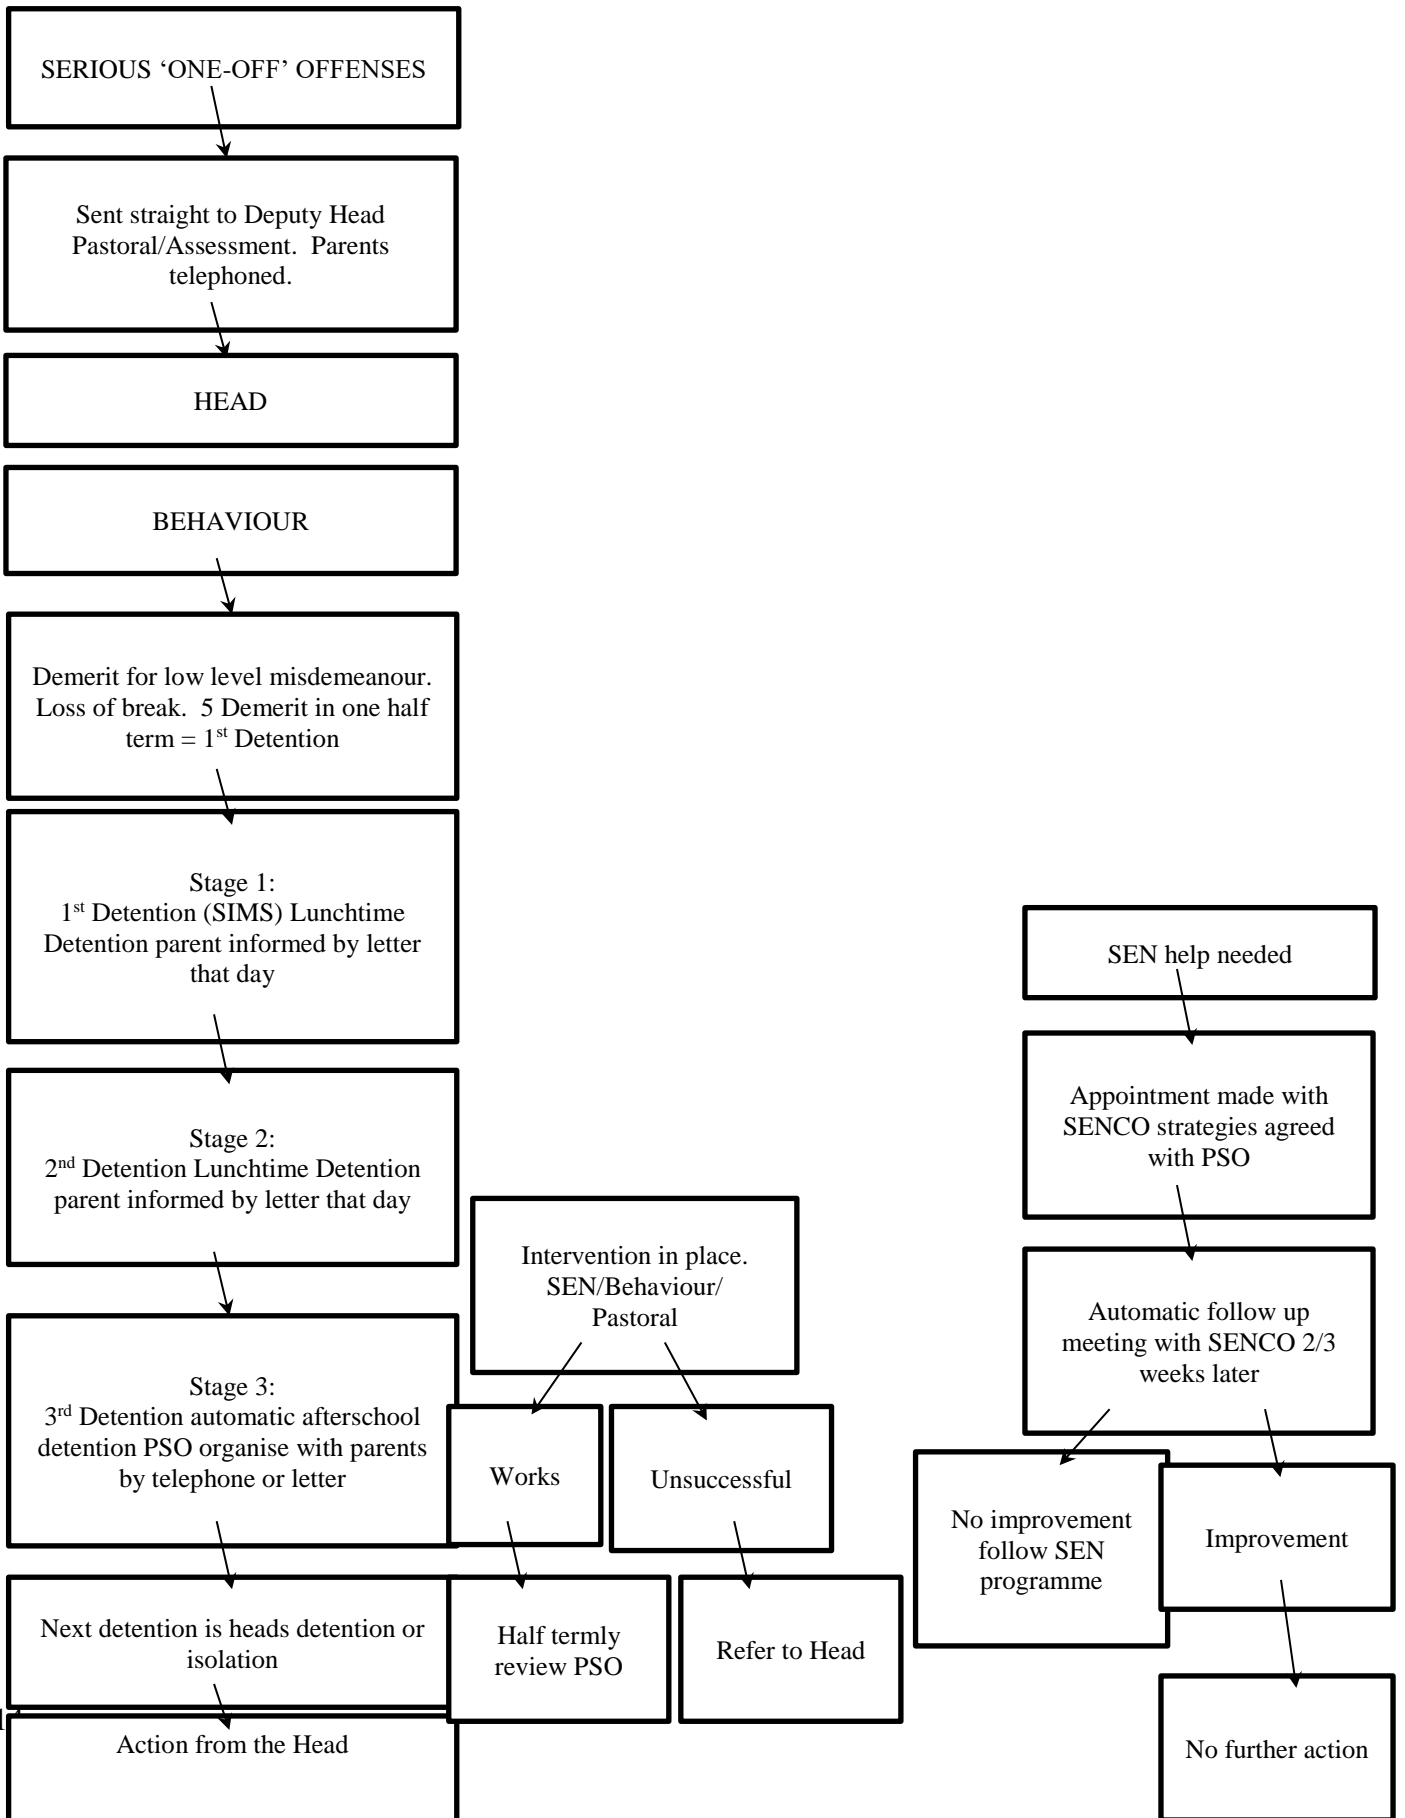 SERIOUS ‘ONE-OFF’ OFFENSES
Sent straight to Deputy Head
Pastoral/Assessment.  Parents
telephoned.
HEAD
BEHAVIOUR
Demerit for low level misdemeanour.
Loss of break.  5 Demerit in one half
term = 1st Detention
Stage 1:
1st Detention (SIMS) Lunchtime
Detention parent informed by letter
that day
Stage 2:
2nd Detention Lunchtime Detention
parent informed by letter that day
Stage 3:
3rd Detention automatic afterschool
detention PSO organise with parents
by telephone or letter
Next detention is heads detention or
isolation
Action from the Head
Intervention in place.
SEN/Behaviour/
Pastoral
Works
Unsuccessful
Half termly
review PSO
Refer to Head
SEN help needed
Appointment made with
SENCO strategies agreed
with PSO
Automatic follow up
meeting with SENCO 2/3
weeks later
No improvement
follow SEN
programme
Improvement
No further action